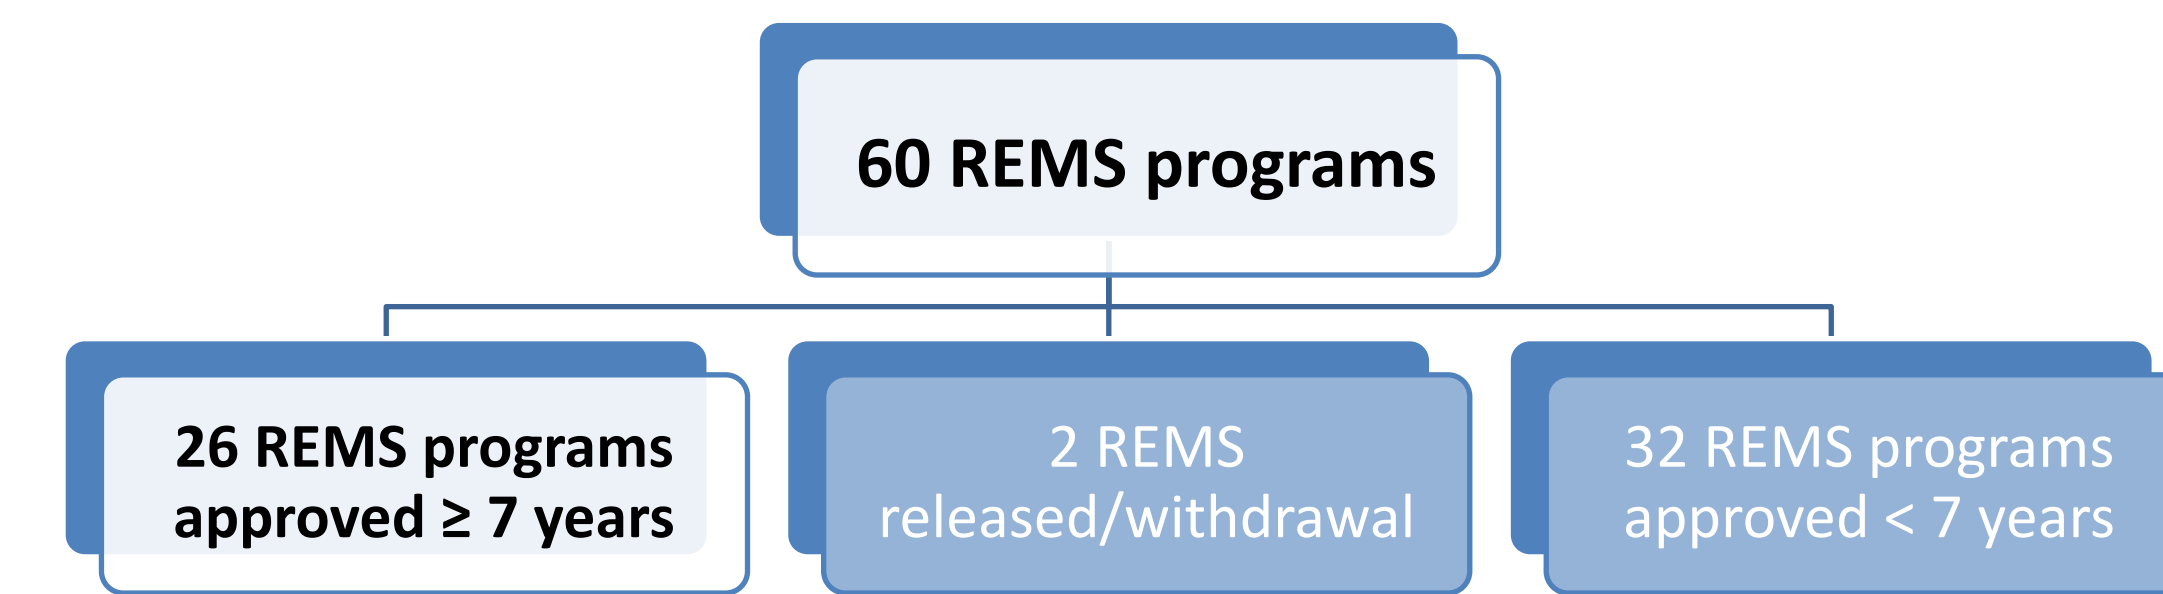 60 REMS programs
26 REMS programs
approved ≥ 7 years
2 REMS
released/withdrawal
32 REMS programs
approved < 7 years